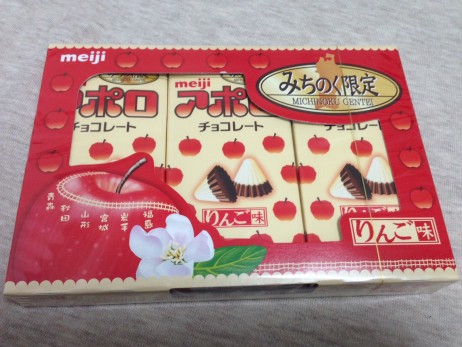 meiji
みちのく限定
MICHINOKU GENTEI
アポロ
チョコレート
meiji
アポロ
チョコレート
チョコレート
青森
秋田
山形
宮城
岩手
福島
りんご味
りんご味